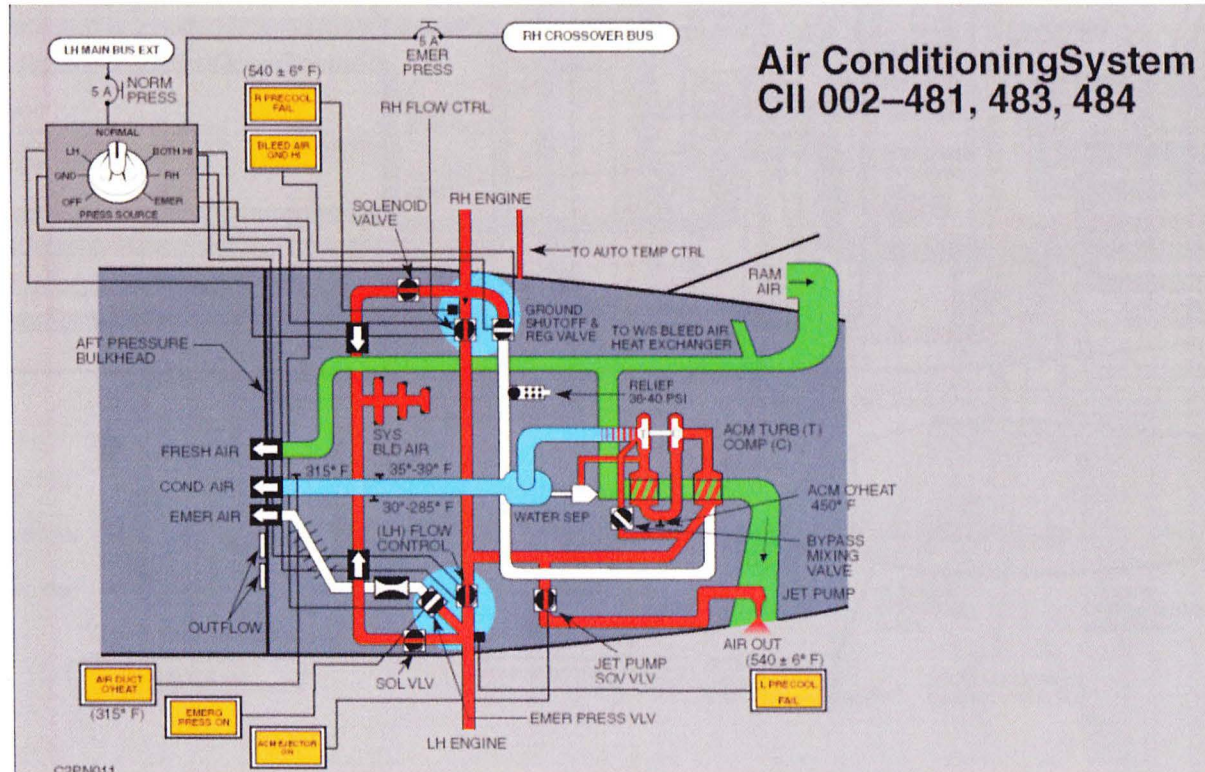 Air ConditioningSystem
CII 002–481, 483, 484
LH MAIN BUS EXT
5 A
NORM
PRESS
5 A
EMER
PRESS
RH CROSSOVER BUS
NORMAL
LH
BOTH HI
GND
RH
OFF
EMER
PRESS SOURCE
(540 ± 6° F)
R PRECOOL
FAIL
BLEED AIR
GND HI
RH FLOW CTRL
SOLENOID
VALVE
RH ENGINE
TO AUTO TEMP CTRL
RAM
AIR
GROUND
SHUTOFF &
REG VALVE
TO W/S BLEED AIR
HEAT EXCHANGER
AFT PRESSURE
BULKHEAD
RELIEF
36-40 PSI
SYS
BLD AIR
ACM TURB (T)
COMP (C)
FRESH AIR
315° F
35°-39° F
COND. AIR
30°-285° F
EMER AIR
WATER SEP
ACM O'HEAT
450° F
(LH) FLOW
CONTROL
BYPASS
MIXING
VALVE
JET PUMP
OUTFLOW
AIR OUT
(540 ± 6° F)
SOL VLV
JET PUMP
SOV VLV
AIR DUCT
O'HEAT
(315° F)
EMERG
PRESS ON
ACM EJECTOR
ON
L PRECOOL
FAIL
EMER PRESS VLV
LH ENGINE
C2PN011